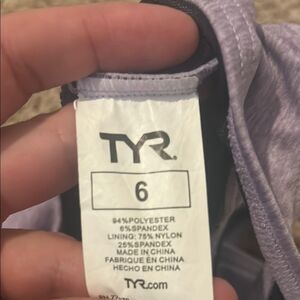 TYR
6
94%POLYESTER
6%SPANDEX
LINING: 75% NYLON
25%SPANDEX
MADE IN CHINA
FABRIQUE EN CHINA
HECHO EN CHINA
TYR.com